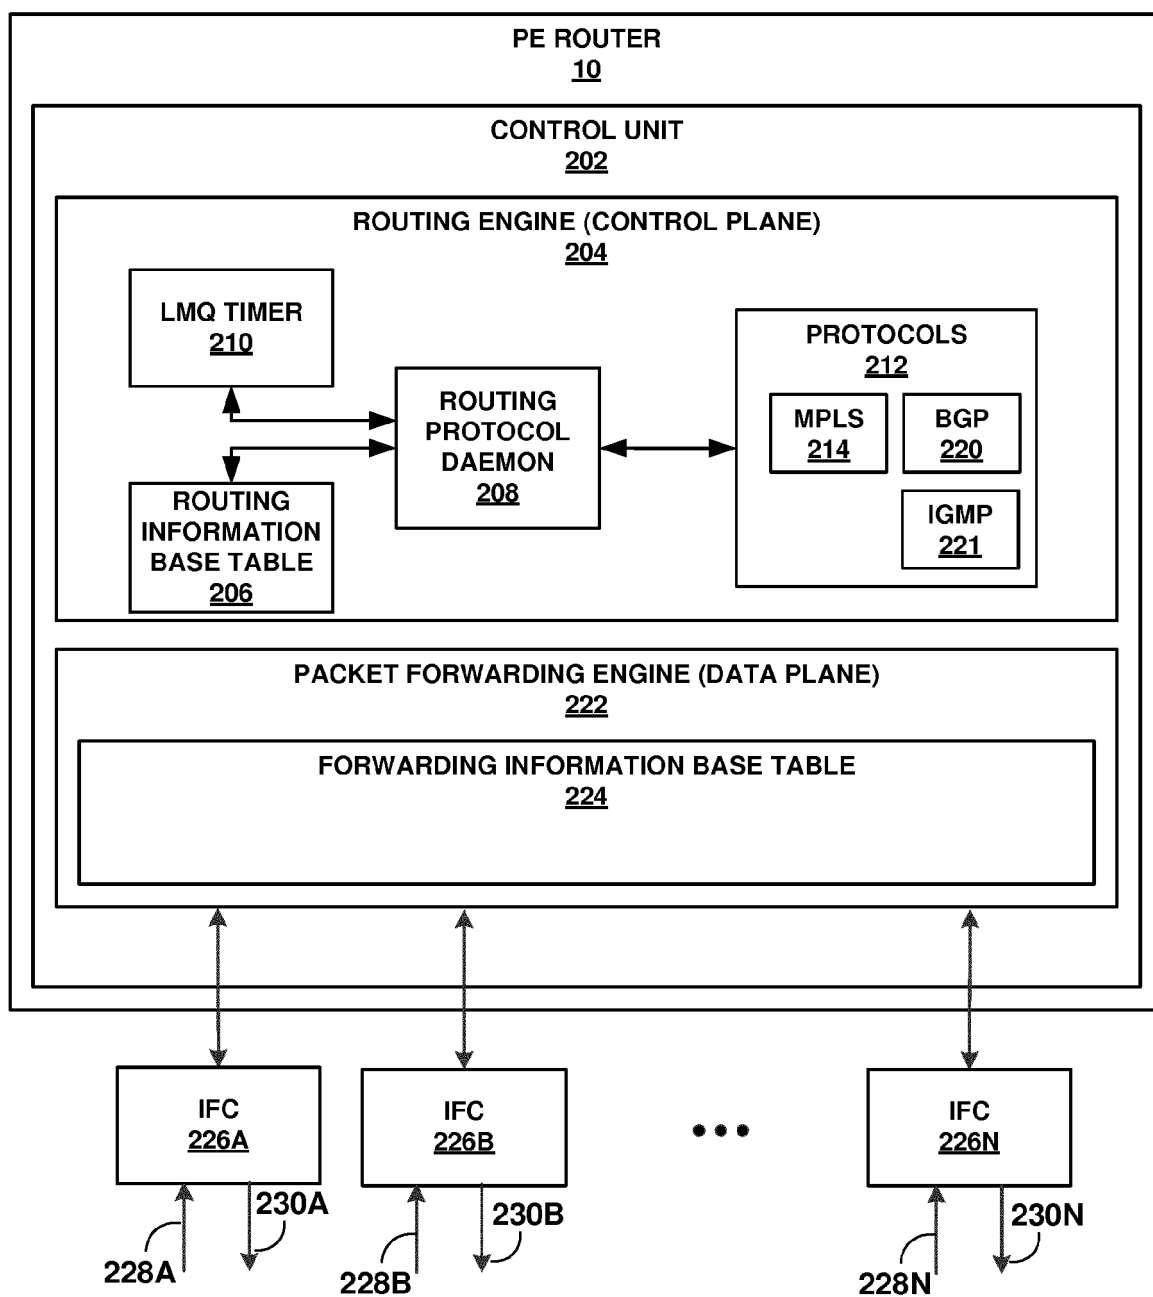 PE ROUTER
10
CONTROL UNIT
202
ROUTING ENGINE (CONTROL PLANE)
204
LMQ TIMER
210
ROUTING
INFORMATION
BASE TABLE
206
ROUTING
PROTOCOL
DAEMON
208
PROTOCOLS
212
MPLS
214
BGP
220
IGMP
221
PACKET FORWARDING ENGINE (DATA PLANE)
222
FORWARDING INFORMATION BASE TABLE
224
IFC
226A
IFC
226B
IFC
226N
228A
230A
228B
230B
228N
230N